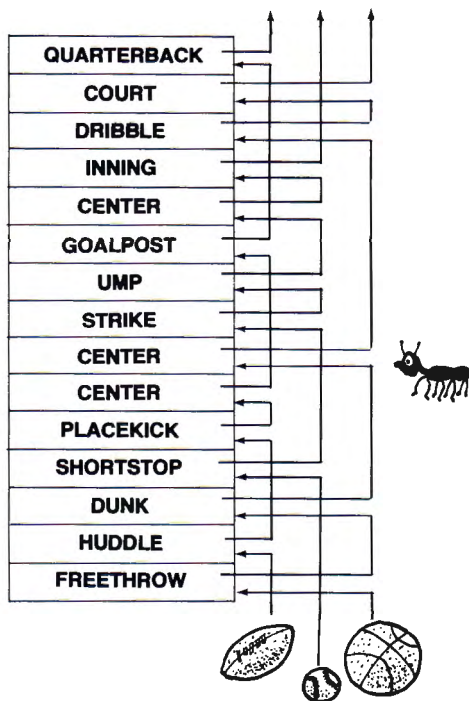 QUARTERBACK
COURT
DRIBBLE
INNING
CENTER
GOALPOST
UMP
STRIKE
CENTER
CENTER
PLACEKICK
SHORTSTOP
DUNK
HUDDLE
FREETHROW